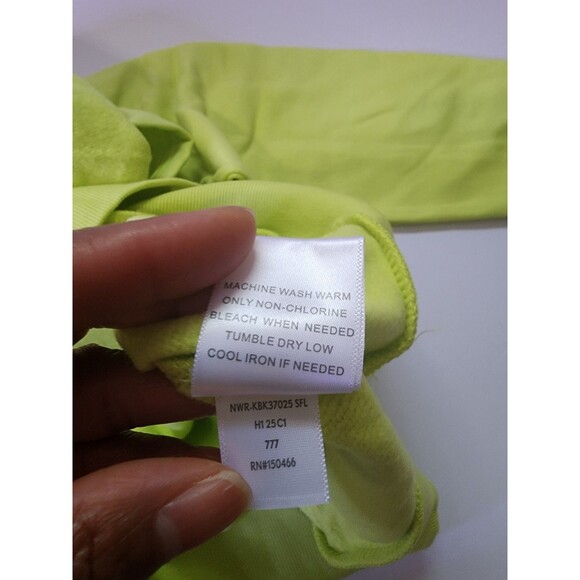 MACHINE WASH WARM
ONLY NON-CHLORINE
BLEACH WHEN NEEDED
TUMBLE DRY LOW
COOL IRON IF NEEDED
NWR-KBK37025 SFL
H1 25 C1
777
RN#150466